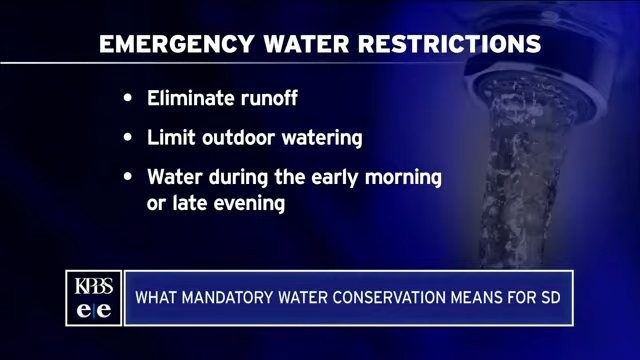 EMERGENCY WATER RESTRICTIONS
• Eliminate runoff
• Limit outdoor watering
• Water during the early morning
or late evening
KPBS
e|e
WHAT MANDATORY WATER CONSERVATION MEANS FOR SD